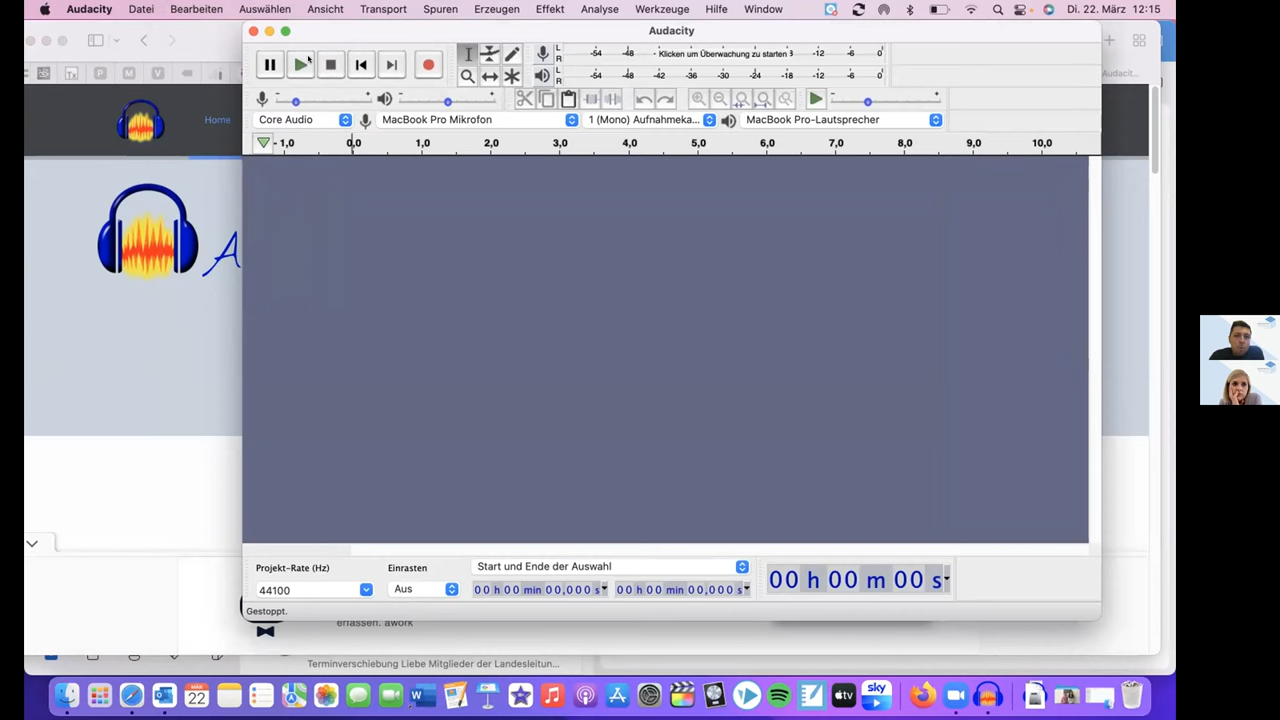 Audacity Datei Bearbeiten Auswählen Ansicht Transport Spuren Erzeugen Effekt Analyse Werkzeuge Hilfe Window Di. 22. März 12:15
Audacity
L R -54 -48 - Klicken um Überwachung zu starten -12 -6 0
L R -54 -48 -42 -36 -30 -24 -18 -12 -6 0
- + - + - +
Core Audio MacBook Pro Mikrofon 1 (Mono) Aufnahmeka... MacBook Pro-Lautsprecher
- 1,0 0,0 1,0 2,0 3,0 4,0 5,0 6,0 7,0 8,0 9,0 10,0
Home
Audacit...
A
Projekt-Rate (Hz) Einrasten Start und Ende der Auswahl
44100 Aus 00 h 00 min 00,000 s 00 h 00 min 00,000 s 00 h 00 m 00 s
Gestoppt.
erfassen. awork
Terminverschiebung Liebe Mitglieder der Landesleitun...
MÄR
22
tv
sky